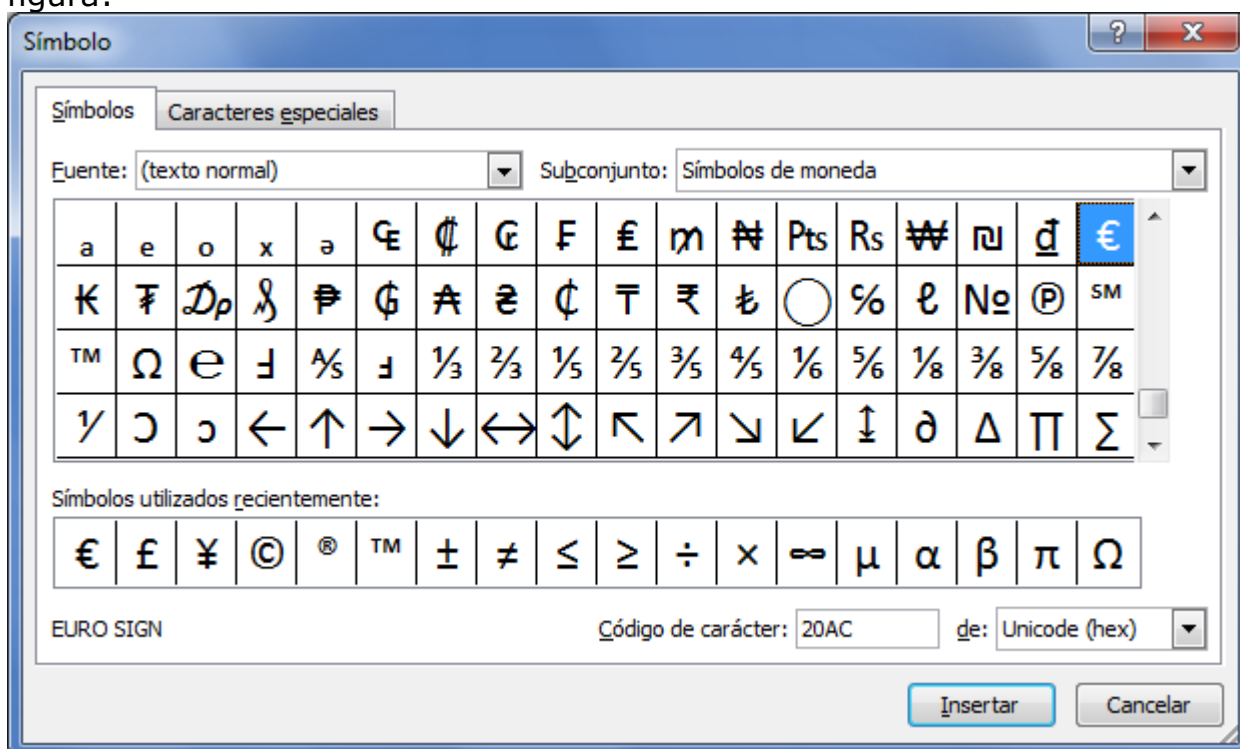 figura:
Símbolo
Símbolos Caracteres especiales
Fuente: (texto normal) Subconjunto: Símbolos de moneda
ₐ ₑ ₒ ₓ ₔ ₠ ₡ ₢ ₣ ₤ ₥ ₦ ₧ ₨ ₩ ₪ ₫ €
₭ ₮ ₯ ₰ ₱ ₲ ₳ ₴ ₵ ₸ ₹ ₺ ⃝ ℅ ℓ № ℗ ℠
™ Ω ℮ Ⅎ ⅍ ⅎ ⅓ ⅔ ⅕ ⅖ ⅗ ⅘ ⅙ ⅚ ⅛ ⅜ ⅝ ⅞
⅟ Ↄ ↄ ← ↑ → ↓ ↔ ↕ ↖ ↗ ↘ ↙ ↨ ∂ ∆ ∏ ∑
Símbolos utilizados recientemente:
€ £ ¥ © ® ™ ± ≠ ≤ ≥ ÷ × ∞ µ α β π Ω
EURO SIGN Código de carácter: 20AC de: Unicode (hex)
Insertar Cancelar